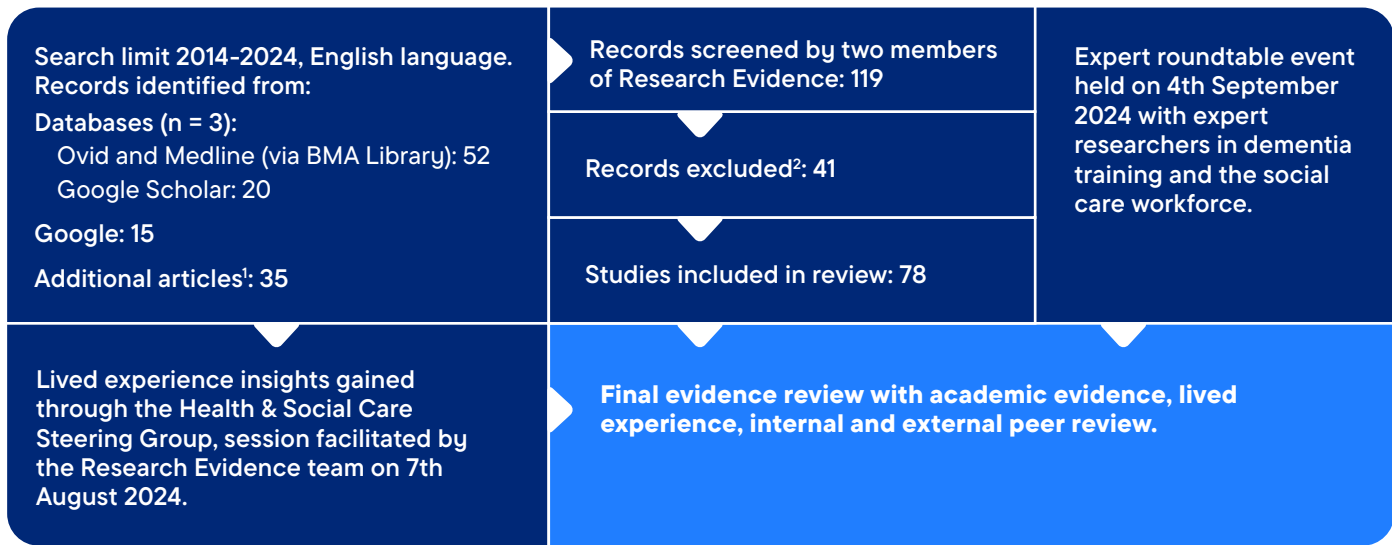 Search limit 2014-2024, English language.
Records identified from:
Databases (n = 3):
Ovid and Medline (via BMA Library): 52
Google Scholar: 20
Google: 15
Additional articles¹: 35
Records screened by two members
of Research Evidence: 119
Records excluded²: 41
Studies included in review: 78
Expert roundtable event
held on 4th September
2024 with expert
researchers in dementia
training and the social
care workforce.
Lived experience insights gained
through the Health & Social Care
Steering Group, session facilitated by
the Research Evidence team on 7th
August 2024.
Final evidence review with academic evidence, lived
experience, internal and external peer review.